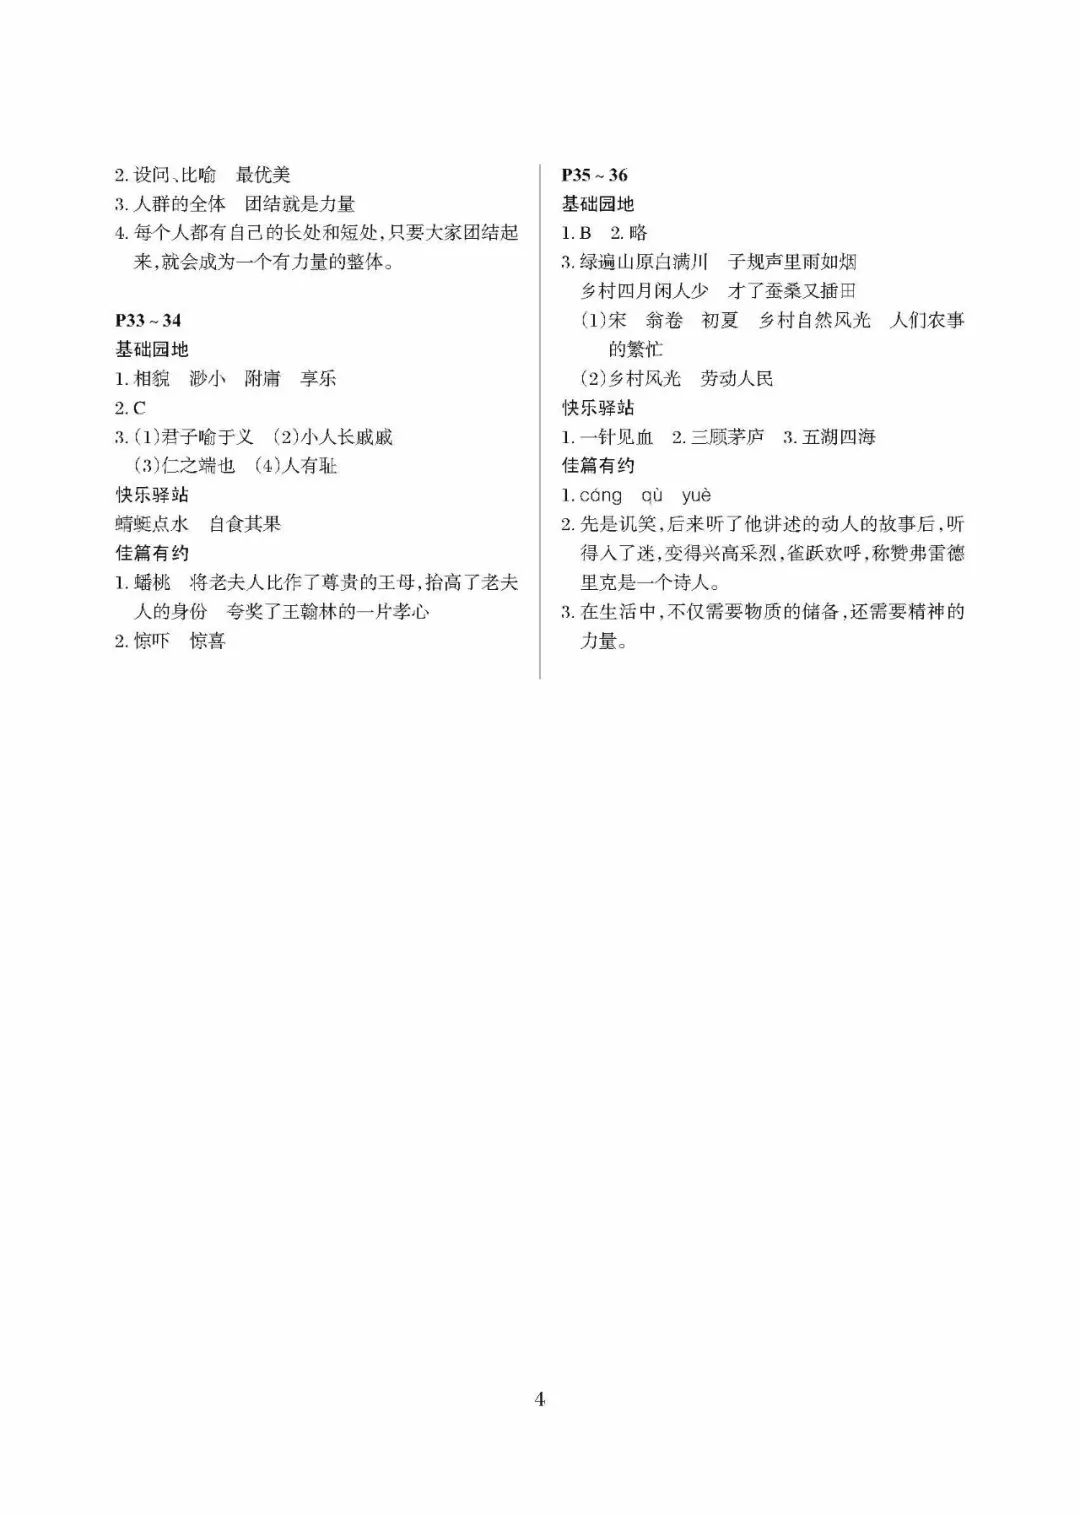 2. 设问、比喻　最优美
3. 人群的全体　团结就是力量
4. 每个人都有自己的长处和短处,只要大家团结起
来,就会成为一个有力量的整体。
P33~34
基础园地
1. 相貌　渺小　附庸　享乐
2. C
3. (1)君子喻于义　(2)小人长戚戚
(3)仁之端也　(4)人有耻
快乐驿站
蜻蜓点水　自食其果
佳篇有约
1. 蟠桃　将老夫人比作了尊贵的王母,抬高了老夫
人的身份　夸奖了王翰林的一片孝心
2. 惊吓　惊喜
P35~36
基础园地
1. B　2. 略
3. 绿遍山原白满川　子规声里雨如烟
乡村四月闲人少　才了蚕桑又插田
(1)宋　翁卷　初夏　乡村自然风光　人们农事
的繁忙
(2)乡村风光　劳动人民
快乐驿站
1. 一针见血　2. 三顾茅庐　3. 五湖四海
佳篇有约
1. cáng　qù　yuè
2. 先是讥笑,后来听了他讲述的动人的故事后,听
得入了迷,变得兴高采烈,雀跃欢呼,称赞弗雷德
里克是一个诗人。
3. 在生活中,不仅需要物质的储备,还需要精神的
力量。
4